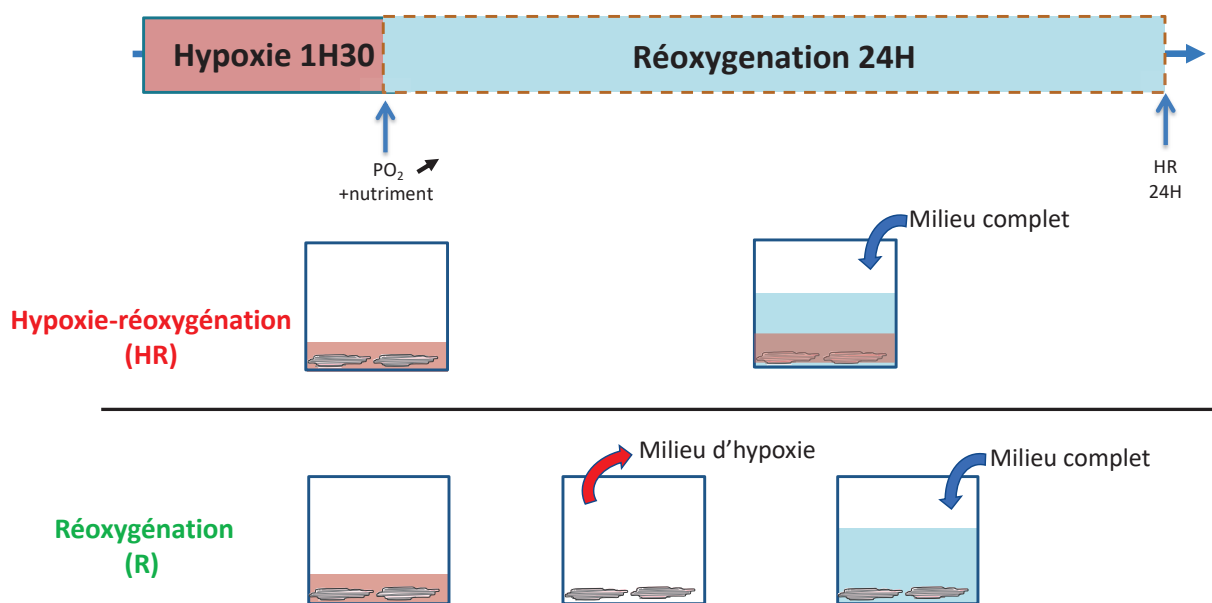 Hypoxie 1H30
Réoxygenation 24H
PO₂
+nutriment
HR
24H
Milieu complet
Hypoxie-réoxygénation
(HR)
Milieu d’hypoxie
Milieu complet
Réoxygénation
(R)